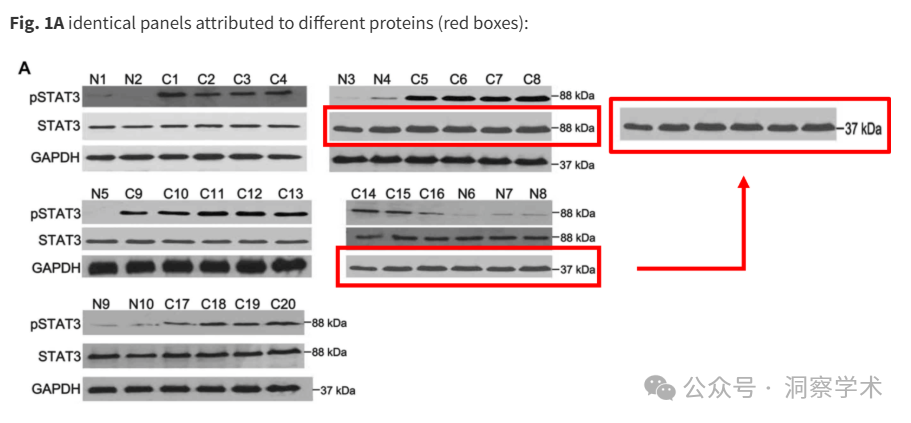 Fig. 1A identical panels attributed to different proteins (red boxes):
A
N1 N2 C1 C2 C3 C4
pSTAT3
STAT3
GAPDH
N3 N4 C5 C6 C7 C8
88 kDa
88 kDa
37 kDa
37 kDa
N5 C9 C10 C11 C12 C13
pSTAT3
STAT3
GAPDH
C14 C15 C16 N6 N7 N8
88 kDa
88 kDa
37 kDa
N9 N10 C17 C18 C19 C20
pSTAT3 88 kDa
STAT3 88 kDa
GAPDH 37 kDa
公众号 · 洞察学术